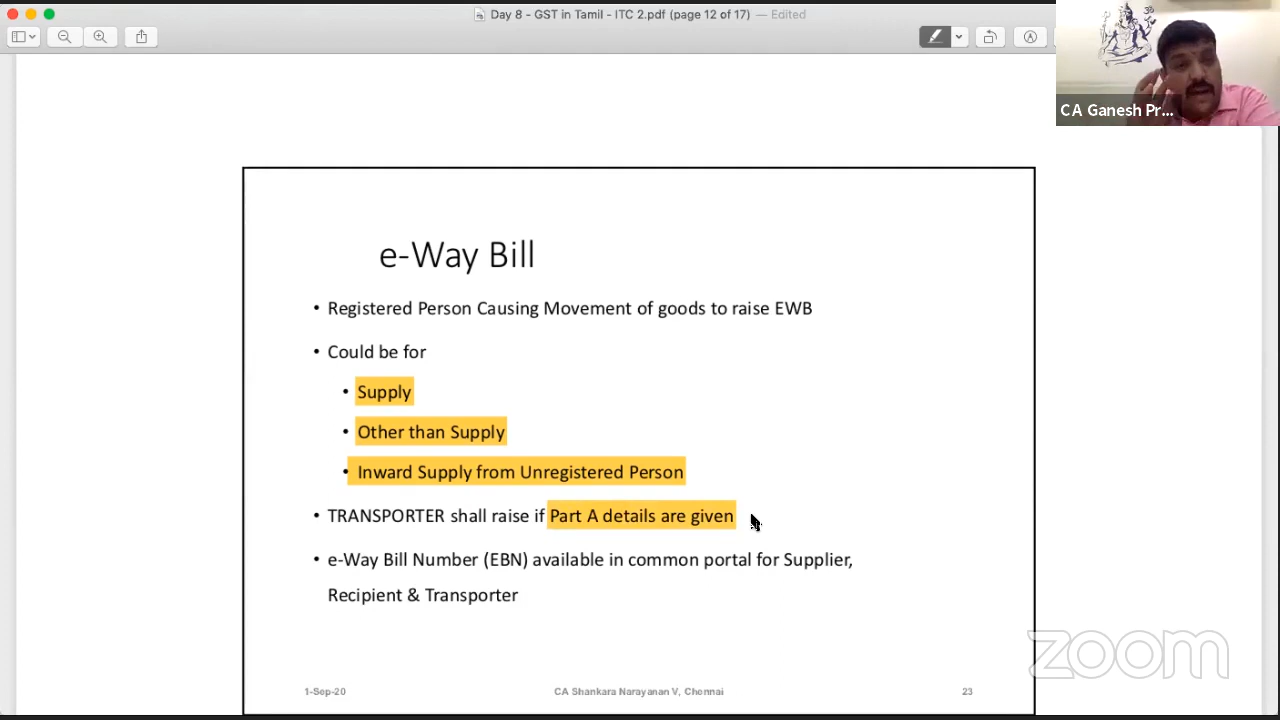 Day 8 - GST in Tamil - ITC 2.pdf (page 12 of 17) — Edited
CA Ganesh Pr...
e-Way Bill
• Registered Person Causing Movement of goods to raise EWB
• Could be for
• Supply
• Other than Supply
• Inward Supply from Unregistered Person
• TRANSPORTER shall raise if Part A details are given
• e-Way Bill Number (EBN) available in common portal for Supplier,
Recipient & Transporter
zoom
1-Sep-20 CA Shankara Narayanan V, Chennai 23